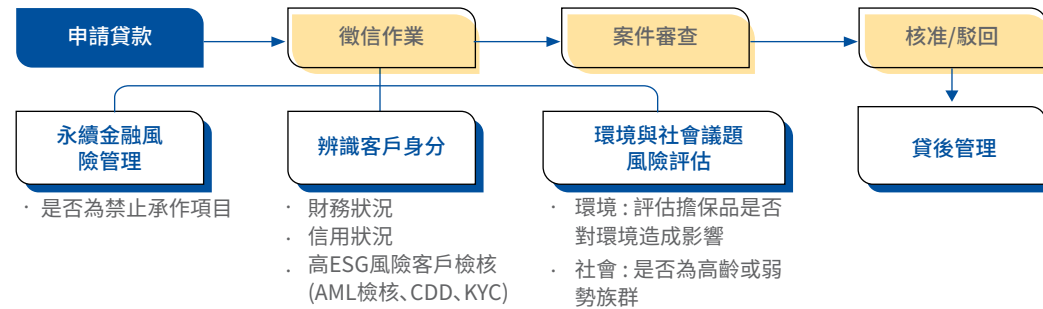 申請貸款
徵信作業
案件審查
核准/駁回
永續金融風
險管理
· 是否為禁止承作項目
辨識客戶身分
· 財務狀況
· 信用狀況
· 高ESG風險客戶檢核
(AML檢核、CDD、KYC)
環境與社會議題
風險評估
· 環境 : 評估擔保品是否
對環境造成影響
· 社會 : 是否為高齡或弱
勢族群
貸後管理